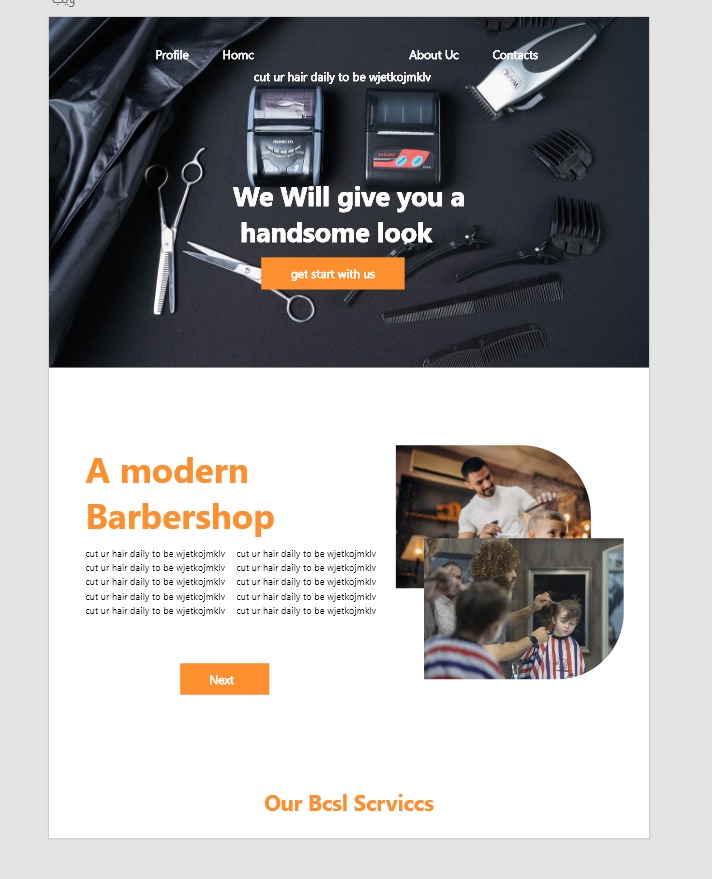 ويب
Profile Homc About Uc Contacts
cut ur hair daily to be wjetkojmklv
We Will give you a
handsome look
get start with us
A modern
Barbershop
cut ur hair daily to be wjetkojmklv cut ur hair daily to be wjetkojmklv
cut ur hair daily to be wjetkojmklv cut ur hair daily to be wjetkojmklv
cut ur hair daily to be wjetkojmklv cut ur hair daily to be wjetkojmklv
cut ur hair daily to be wjetkojmklv cut ur hair daily to be wjetkojmklv
cut ur hair daily to be wjetkojmklv cut ur hair daily to be wjetkojmklv
Next
Our Bcsl Scrviccs